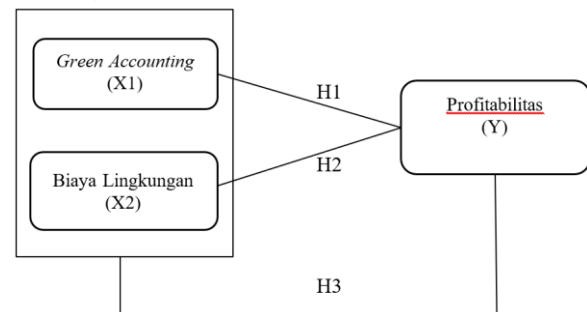 Green Accounting
(X1)
H1
Profitabilitas
(Y)
H2
Biaya Lingkungan
(X2)
H3